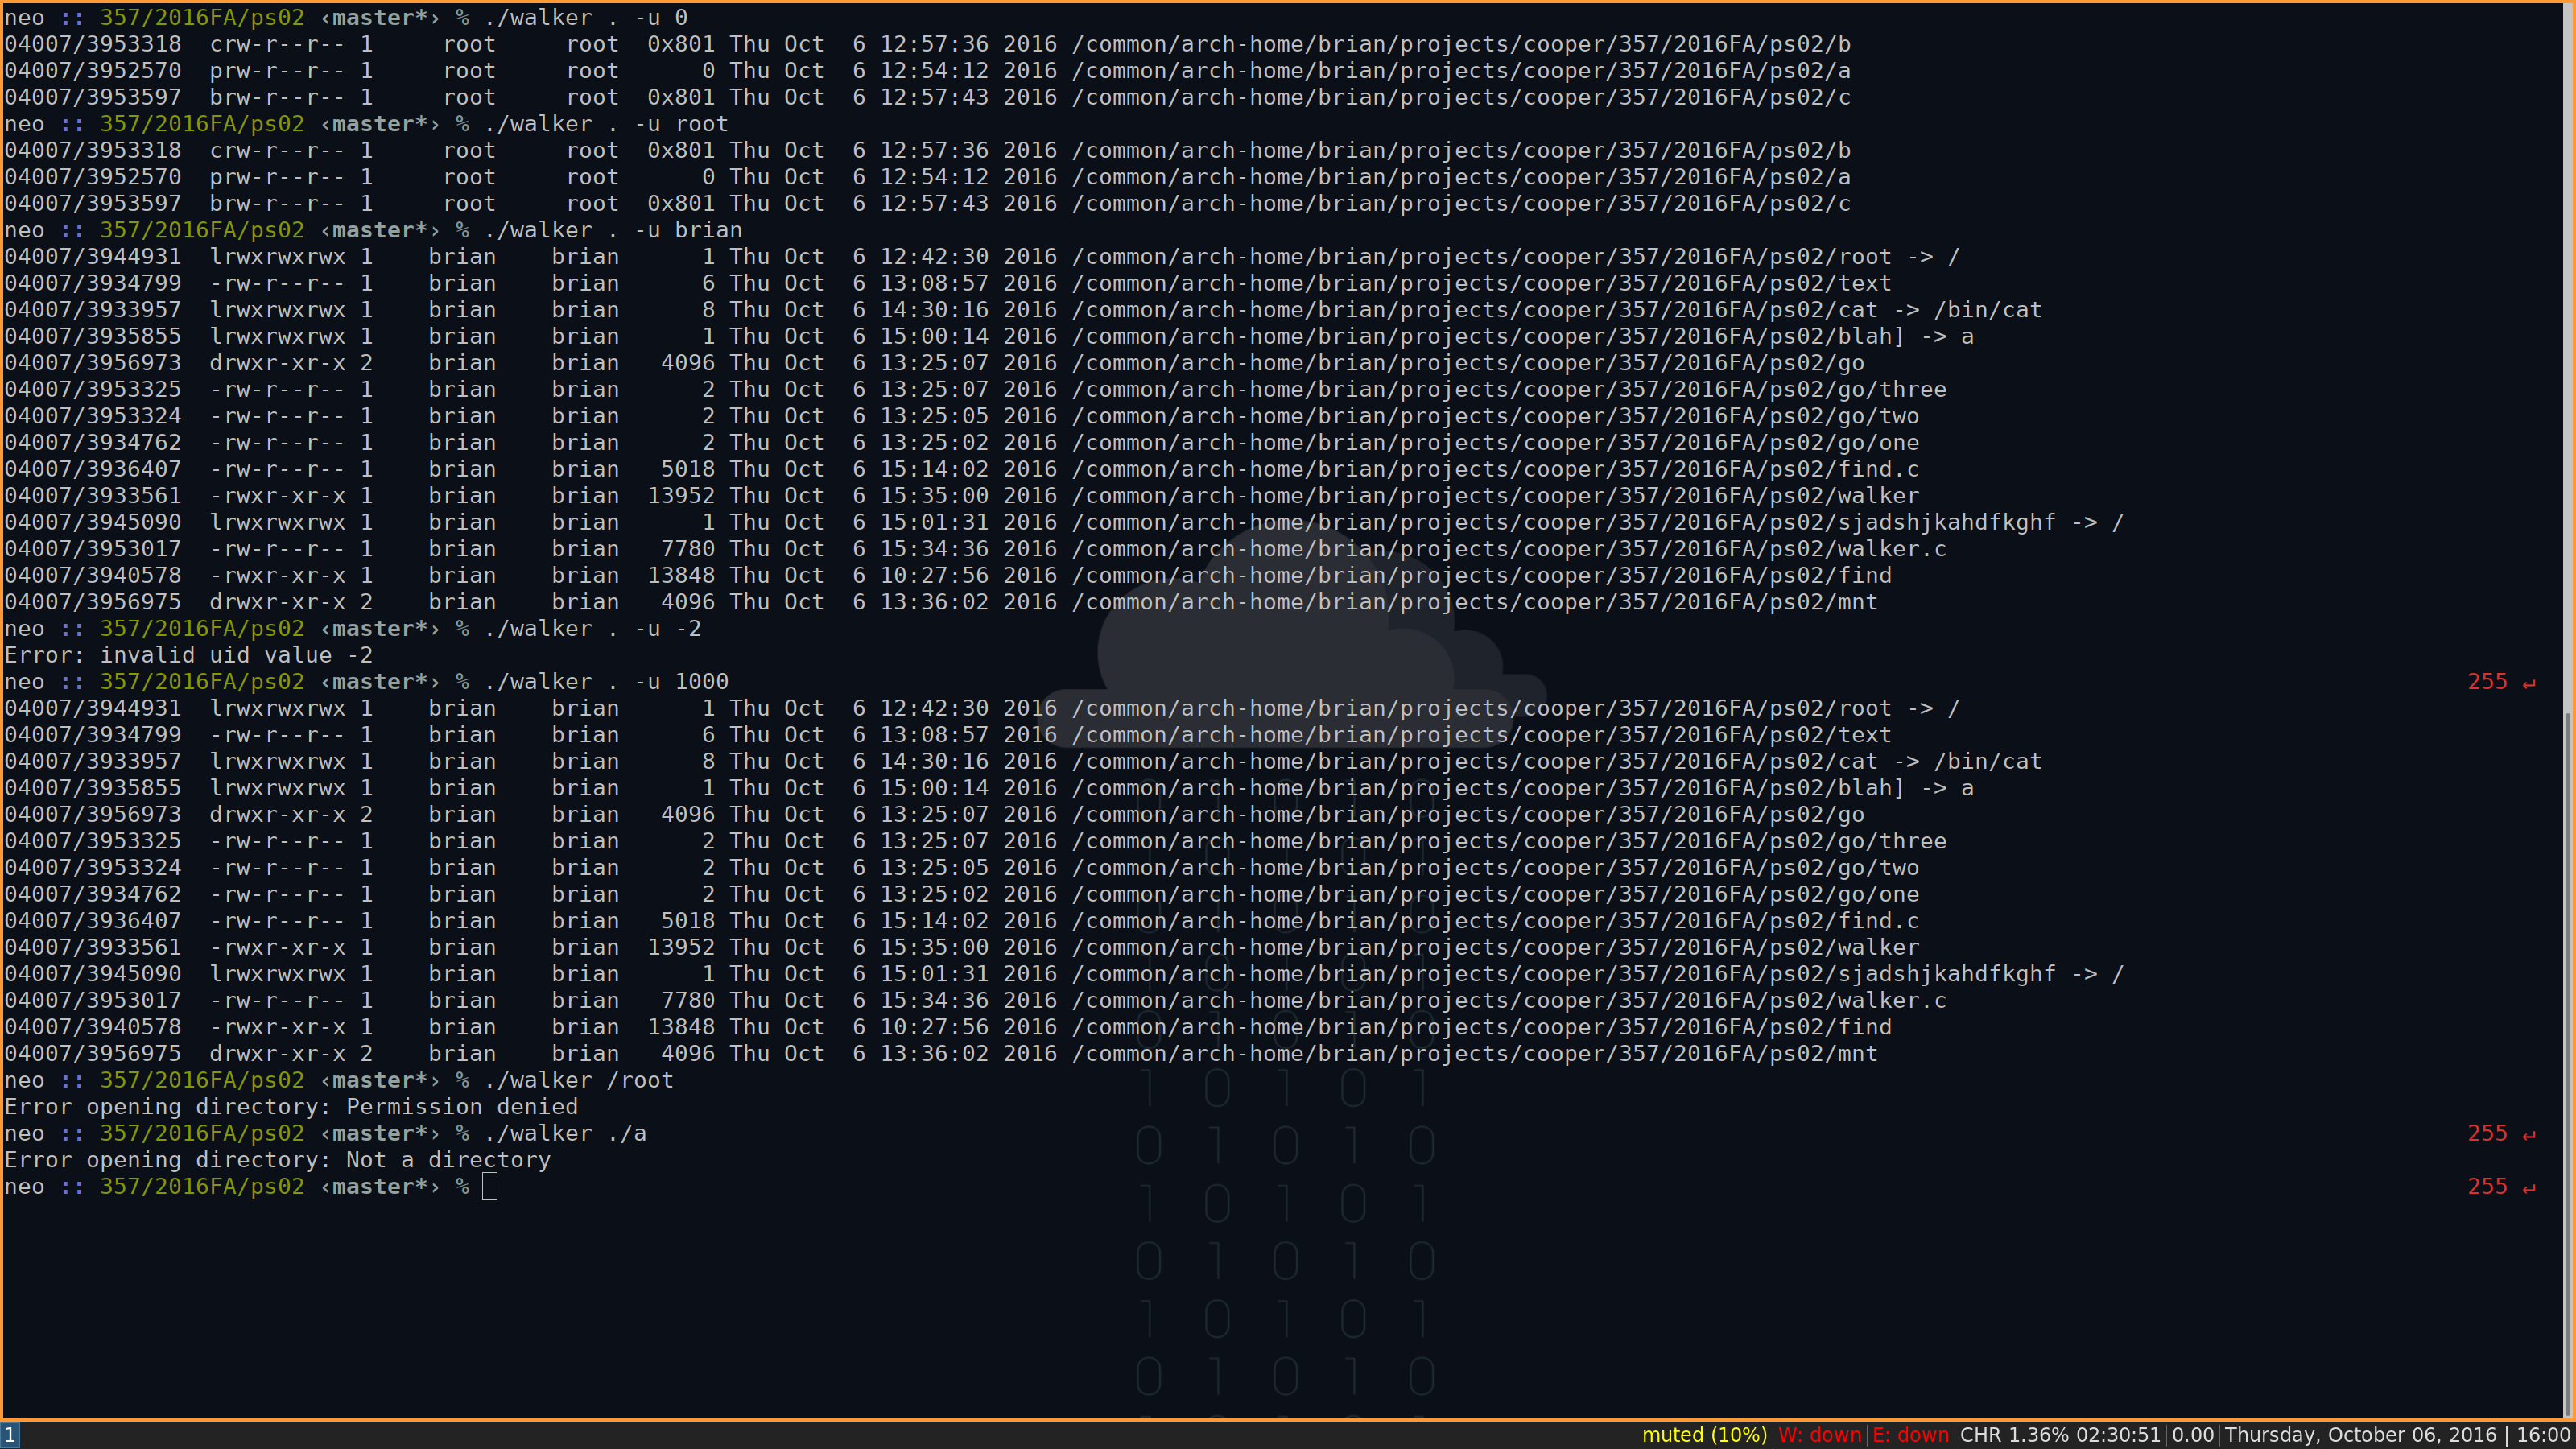 neo :: 357/2016FA/ps02 ‹master*› % ./walker . -u 0
04007/3953318  crw-r--r-- 1     root     root  0x801 Thu Oct  6 12:57:36 2016 /common/arch-home/brian/projects/cooper/357/2016FA/ps02/b
04007/3952570  prw-r--r-- 1     root     root      0 Thu Oct  6 12:54:12 2016 /common/arch-home/brian/projects/cooper/357/2016FA/ps02/a
04007/3953597  brw-r--r-- 1     root     root  0x801 Thu Oct  6 12:57:43 2016 /common/arch-home/brian/projects/cooper/357/2016FA/ps02/c
neo :: 357/2016FA/ps02 ‹master*› % ./walker . -u root
04007/3953318  crw-r--r-- 1     root     root  0x801 Thu Oct  6 12:57:36 2016 /common/arch-home/brian/projects/cooper/357/2016FA/ps02/b
04007/3952570  prw-r--r-- 1     root     root      0 Thu Oct  6 12:54:12 2016 /common/arch-home/brian/projects/cooper/357/2016FA/ps02/a
04007/3953597  brw-r--r-- 1     root     root  0x801 Thu Oct  6 12:57:43 2016 /common/arch-home/brian/projects/cooper/357/2016FA/ps02/c
neo :: 357/2016FA/ps02 ‹master*› % ./walker . -u brian
04007/3944931  lrwxrwxrwx 1    brian    brian      1 Thu Oct  6 12:42:30 2016 /common/arch-home/brian/projects/cooper/357/2016FA/ps02/root -> /
04007/3934799  -rw-r--r-- 1    brian    brian      6 Thu Oct  6 13:08:57 2016 /common/arch-home/brian/projects/cooper/357/2016FA/ps02/text
04007/3933957  lrwxrwxrwx 1    brian    brian      8 Thu Oct  6 14:30:16 2016 /common/arch-home/brian/projects/cooper/357/2016FA/ps02/cat -> /bin/cat
04007/3935855  lrwxrwxrwx 1    brian    brian      1 Thu Oct  6 15:00:14 2016 /common/arch-home/brian/projects/cooper/357/2016FA/ps02/blah] -> a
04007/3956973  drwxr-xr-x 2    brian    brian   4096 Thu Oct  6 13:25:07 2016 /common/arch-home/brian/projects/cooper/357/2016FA/ps02/go
04007/3953325  -rw-r--r-- 1    brian    brian      2 Thu Oct  6 13:25:07 2016 /common/arch-home/brian/projects/cooper/357/2016FA/ps02/go/three
04007/3953324  -rw-r--r-- 1    brian    brian      2 Thu Oct  6 13:25:05 2016 /common/arch-home/brian/projects/cooper/357/2016FA/ps02/go/two
04007/3934762  -rw-r--r-- 1    brian    brian      2 Thu Oct  6 13:25:02 2016 /common/arch-home/brian/projects/cooper/357/2016FA/ps02/go/one
04007/3936407  -rw-r--r-- 1    brian    brian   5018 Thu Oct  6 15:14:02 2016 /common/arch-home/brian/projects/cooper/357/2016FA/ps02/find.c
04007/3933561  -rwxr-xr-x 1    brian    brian  13952 Thu Oct  6 15:35:00 2016 /common/arch-home/brian/projects/cooper/357/2016FA/ps02/walker
04007/3945090  lrwxrwxrwx 1    brian    brian      1 Thu Oct  6 15:01:31 2016 /common/arch-home/brian/projects/cooper/357/2016FA/ps02/sjadshjkahdfkghf -> /
04007/3953017  -rw-r--r-- 1    brian    brian   7780 Thu Oct  6 15:34:36 2016 /common/arch-home/brian/projects/cooper/357/2016FA/ps02/walker.c
04007/3940578  -rwxr-xr-x 1    brian    brian  13848 Thu Oct  6 10:27:56 2016 /common/arch-home/brian/projects/cooper/357/2016FA/ps02/find
04007/3956975  drwxr-xr-x 2    brian    brian   4096 Thu Oct  6 13:36:02 2016 /common/arch-home/brian/projects/cooper/357/2016FA/ps02/mnt
neo :: 357/2016FA/ps02 ‹master*› % ./walker . -u -2
Error: invalid uid value -2
neo :: 357/2016FA/ps02 ‹master*› % ./walker . -u 1000 255 ↵
04007/3944931  lrwxrwxrwx 1    brian    brian      1 Thu Oct  6 12:42:30 2016 /common/arch-home/brian/projects/cooper/357/2016FA/ps02/root -> /
04007/3934799  -rw-r--r-- 1    brian    brian      6 Thu Oct  6 13:08:57 2016 /common/arch-home/brian/projects/cooper/357/2016FA/ps02/text
04007/3933957  lrwxrwxrwx 1    brian    brian      8 Thu Oct  6 14:30:16 2016 /common/arch-home/brian/projects/cooper/357/2016FA/ps02/cat -> /bin/cat
04007/3935855  lrwxrwxrwx 1    brian    brian      1 Thu Oct  6 15:00:14 2016 /common/arch-home/brian/projects/cooper/357/2016FA/ps02/blah] -> a
04007/3956973  drwxr-xr-x 2    brian    brian   4096 Thu Oct  6 13:25:07 2016 /common/arch-home/brian/projects/cooper/357/2016FA/ps02/go
04007/3953325  -rw-r--r-- 1    brian    brian      2 Thu Oct  6 13:25:07 2016 /common/arch-home/brian/projects/cooper/357/2016FA/ps02/go/three
04007/3953324  -rw-r--r-- 1    brian    brian      2 Thu Oct  6 13:25:05 2016 /common/arch-home/brian/projects/cooper/357/2016FA/ps02/go/two
04007/3934762  -rw-r--r-- 1    brian    brian      2 Thu Oct  6 13:25:02 2016 /common/arch-home/brian/projects/cooper/357/2016FA/ps02/go/one
04007/3936407  -rw-r--r-- 1    brian    brian   5018 Thu Oct  6 15:14:02 2016 /common/arch-home/brian/projects/cooper/357/2016FA/ps02/find.c
04007/3933561  -rwxr-xr-x 1    brian    brian  13952 Thu Oct  6 15:35:00 2016 /common/arch-home/brian/projects/cooper/357/2016FA/ps02/walker
04007/3945090  lrwxrwxrwx 1    brian    brian      1 Thu Oct  6 15:01:31 2016 /common/arch-home/brian/projects/cooper/357/2016FA/ps02/sjadshjkahdfkghf -> /
04007/3953017  -rw-r--r-- 1    brian    brian   7780 Thu Oct  6 15:34:36 2016 /common/arch-home/brian/projects/cooper/357/2016FA/ps02/walker.c
04007/3940578  -rwxr-xr-x 1    brian    brian  13848 Thu Oct  6 10:27:56 2016 /common/arch-home/brian/projects/cooper/357/2016FA/ps02/find
04007/3956975  drwxr-xr-x 2    brian    brian   4096 Thu Oct  6 13:36:02 2016 /common/arch-home/brian/projects/cooper/357/2016FA/ps02/mnt
neo :: 357/2016FA/ps02 ‹master*› % ./walker /root
Error opening directory: Permission denied
neo :: 357/2016FA/ps02 ‹master*› % ./walker ./a 255 ↵
Error opening directory: Not a directory
neo :: 357/2016FA/ps02 ‹master*› % 255 ↵
1 0 1 0 1
0 1 0 1 0
1 0 1 0 1
0 1 0 1 0
1 0 1 0 1
0 1 0 1 0
1 muted (10%) | W: down | E: down | CHR 1.36% 02:30:51 | 0.00 | Thursday, October 06, 2016 | 16:00